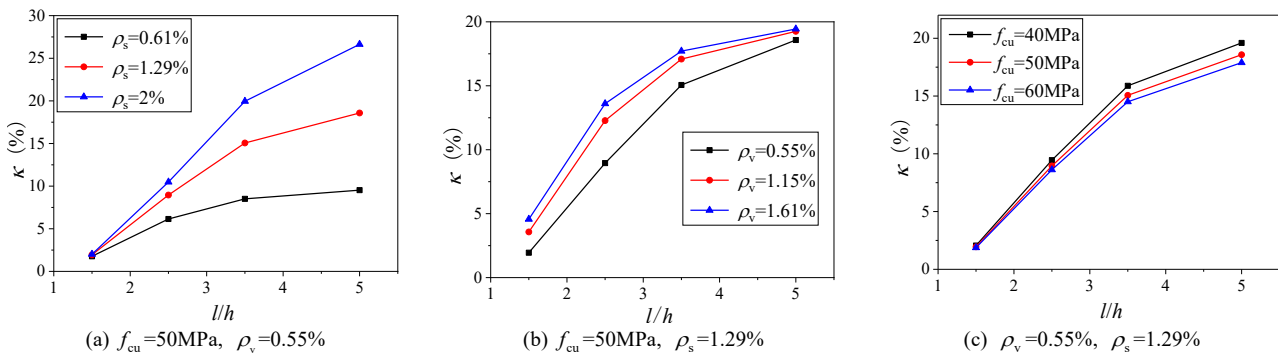 30
25
20
15
10
5
0
κ (%)
ρs=0.61%
ρs=1.29%
ρs=2%
1 2 3 4 5
l/h
(a) fcu=50MPa, ρv=0.55%
20
15
10
5
0
κ (%)
ρv=0.55%
ρv=1.15%
ρv=1.61%
1 2 3 4 5
l/h
(b) fcu=50MPa, ρs=1.29%
20
15
10
5
0
κ (%)
fcu=40MPa
fcu=50MPa
fcu=60MPa
1 2 3 4 5
l/h
(c) ρv=0.55%, ρs=1.29%